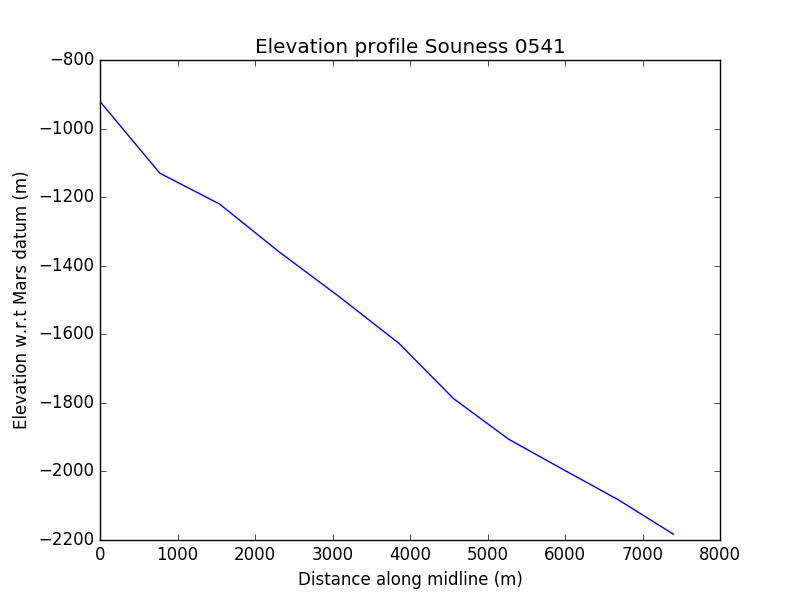 Elevation profile Souness 0541
−800
−1000
−1200
−1400
−1600
−1800
−2000
−2200
Elevation w.r.t Mars datum (m)
0 1000 2000 3000 4000 5000 6000 7000 8000
Distance along midline (m)